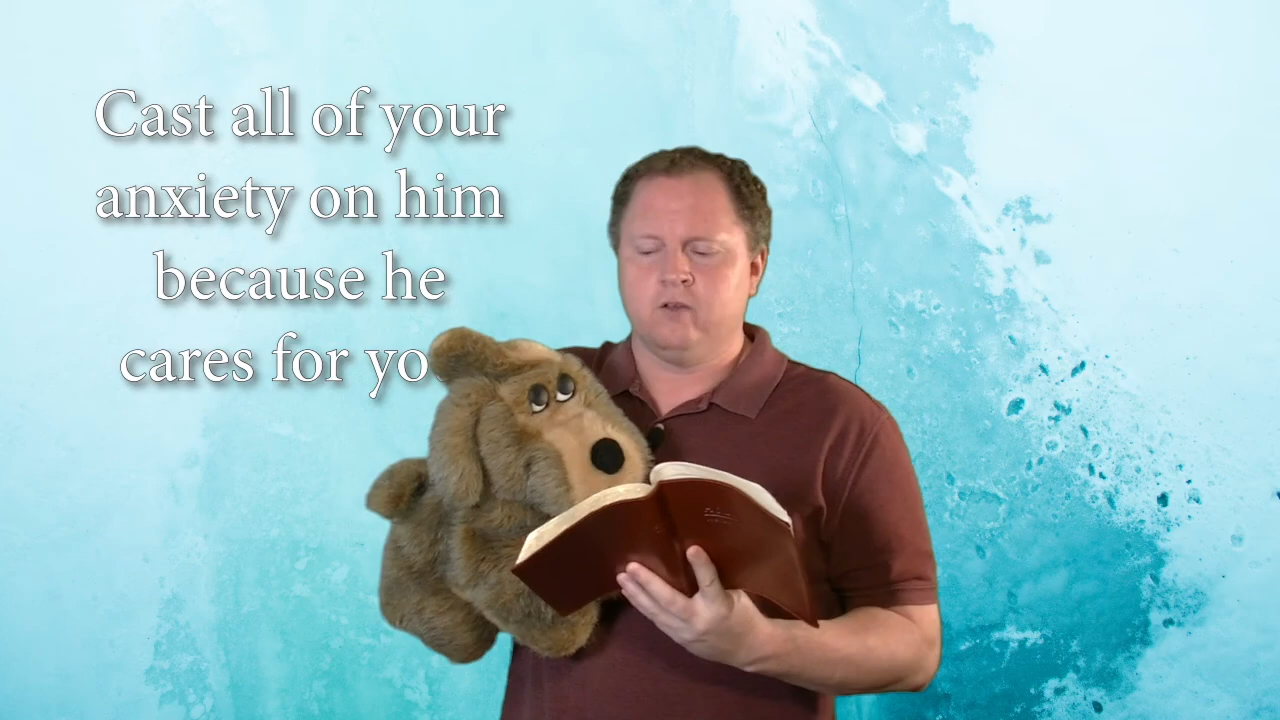 Cast all of your
anxiety on him
because he
cares for yo